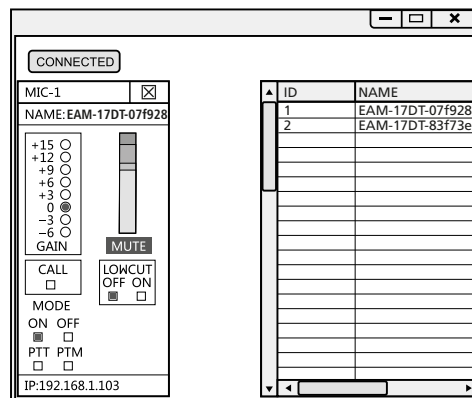 CONNECTED
MIC-1
NAME: EAM-17DT-07f928
+15
+12
+9
+6
+3
0
−3
−6
GAIN
MUTE
CALL
LOWCUT
OFF ON
MODE
ON OFF
PTT PTM
IP:192.168.1.103
ID NAME
1 EAM-17DT-07f928
2 EAM-17DT-83f73e